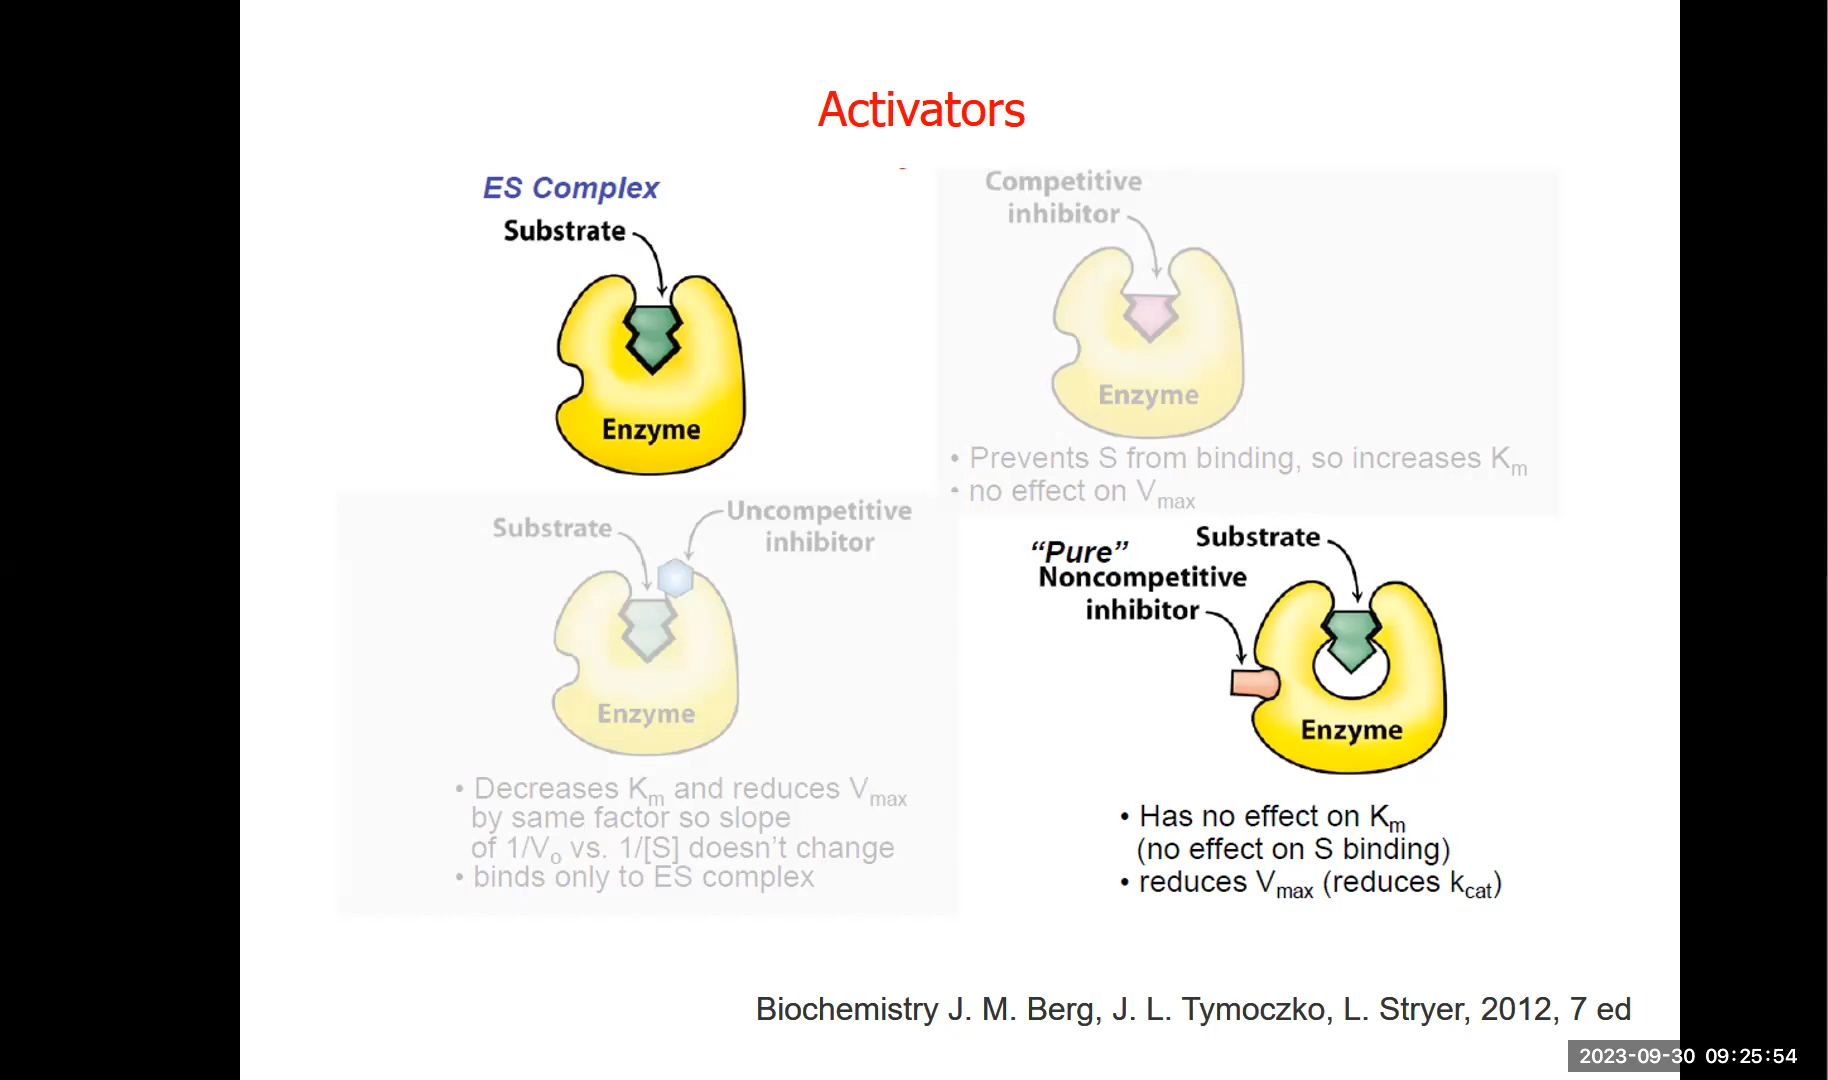 Activators
ES Complex
Substrate
Enzyme
Competitive
inhibitor
Enzyme
• Prevents S from binding, so increases Km
• no effect on Vmax
Substrate
Uncompetitive
inhibitor
Enzyme
• Decreases Km and reduces Vmax
by same factor so slope
of 1/Vo vs. 1/[S] doesn't change
• binds only to ES complex
"Pure"
Noncompetitive
inhibitor
Substrate
Enzyme
• Has no effect on Km
(no effect on S binding)
• reduces Vmax (reduces kcat)
Biochemistry J. M. Berg, J. L. Tymoczko, L. Stryer, 2012, 7 ed
2023-09-30 09:25:54